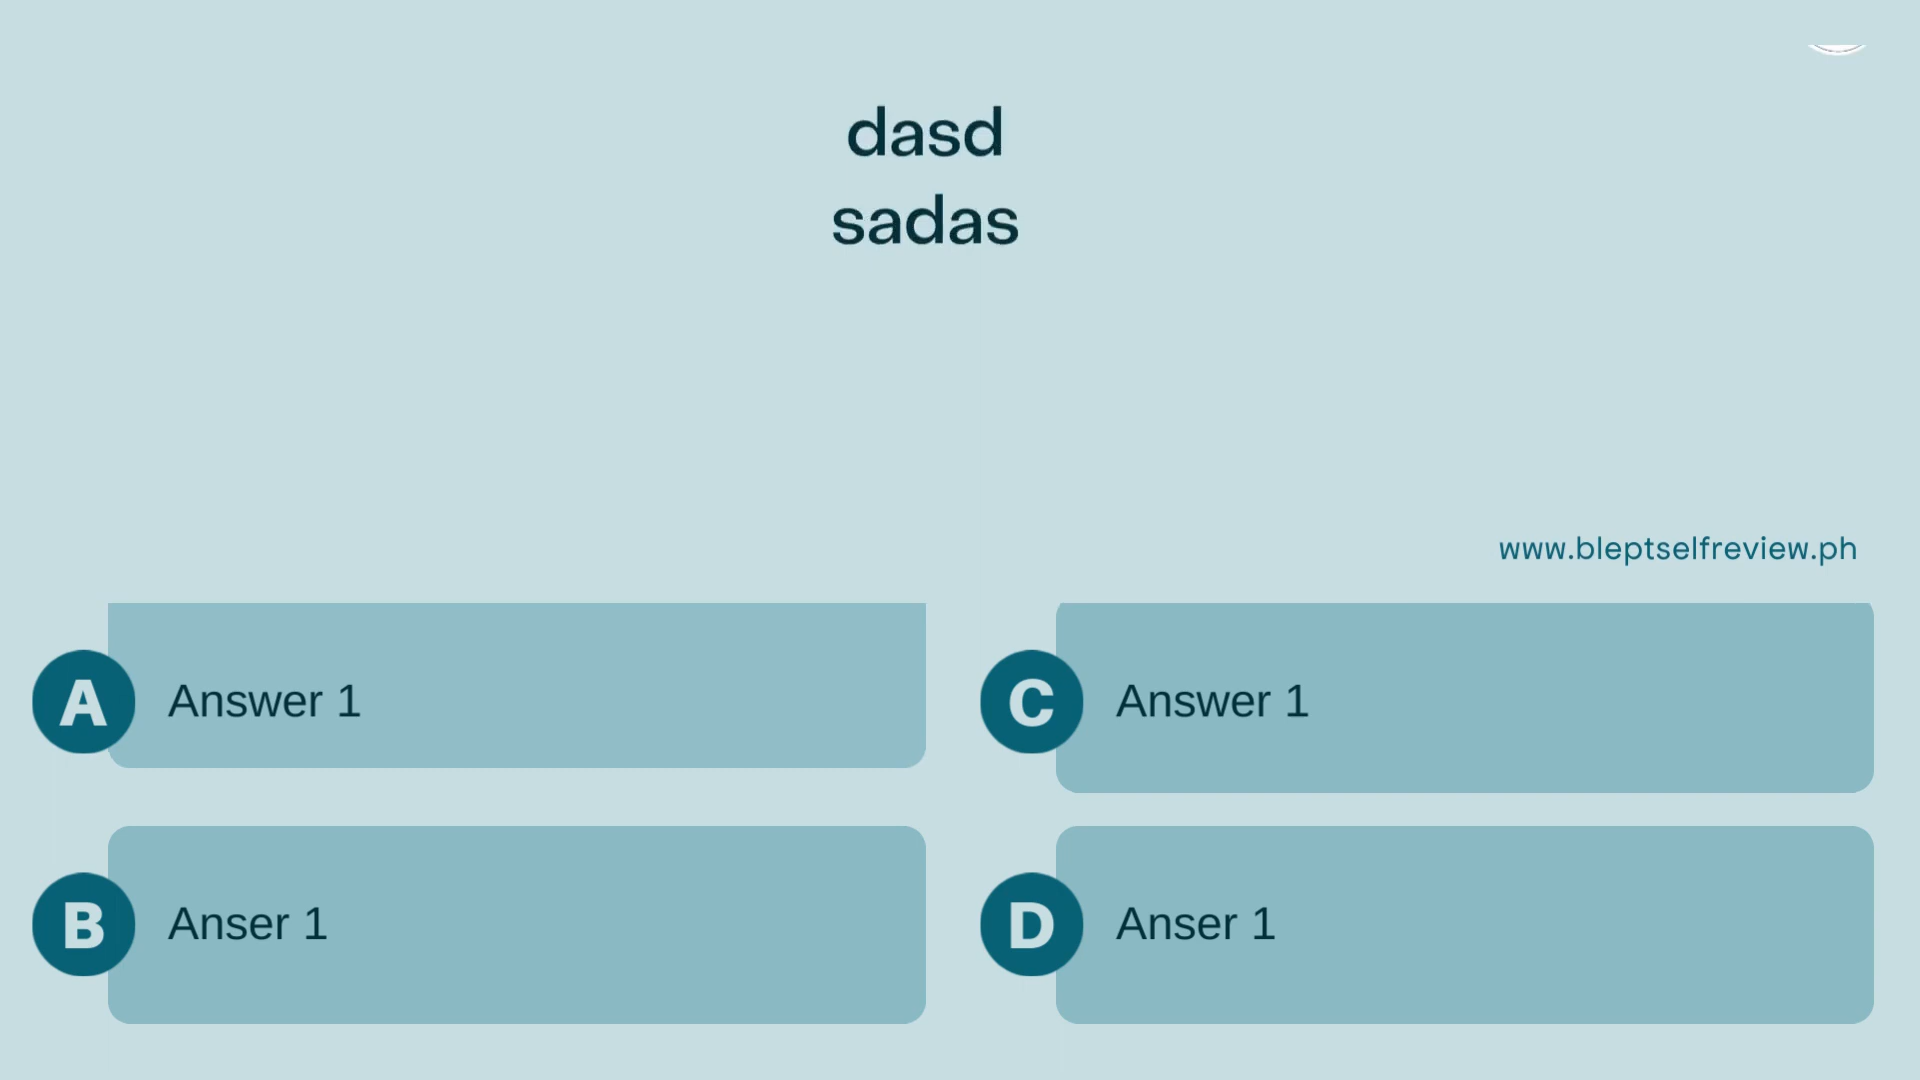 dasd
sadas
www.bleptselfreview.ph
A Answer 1
B Anser 1
C Answer 1
D Anser 1